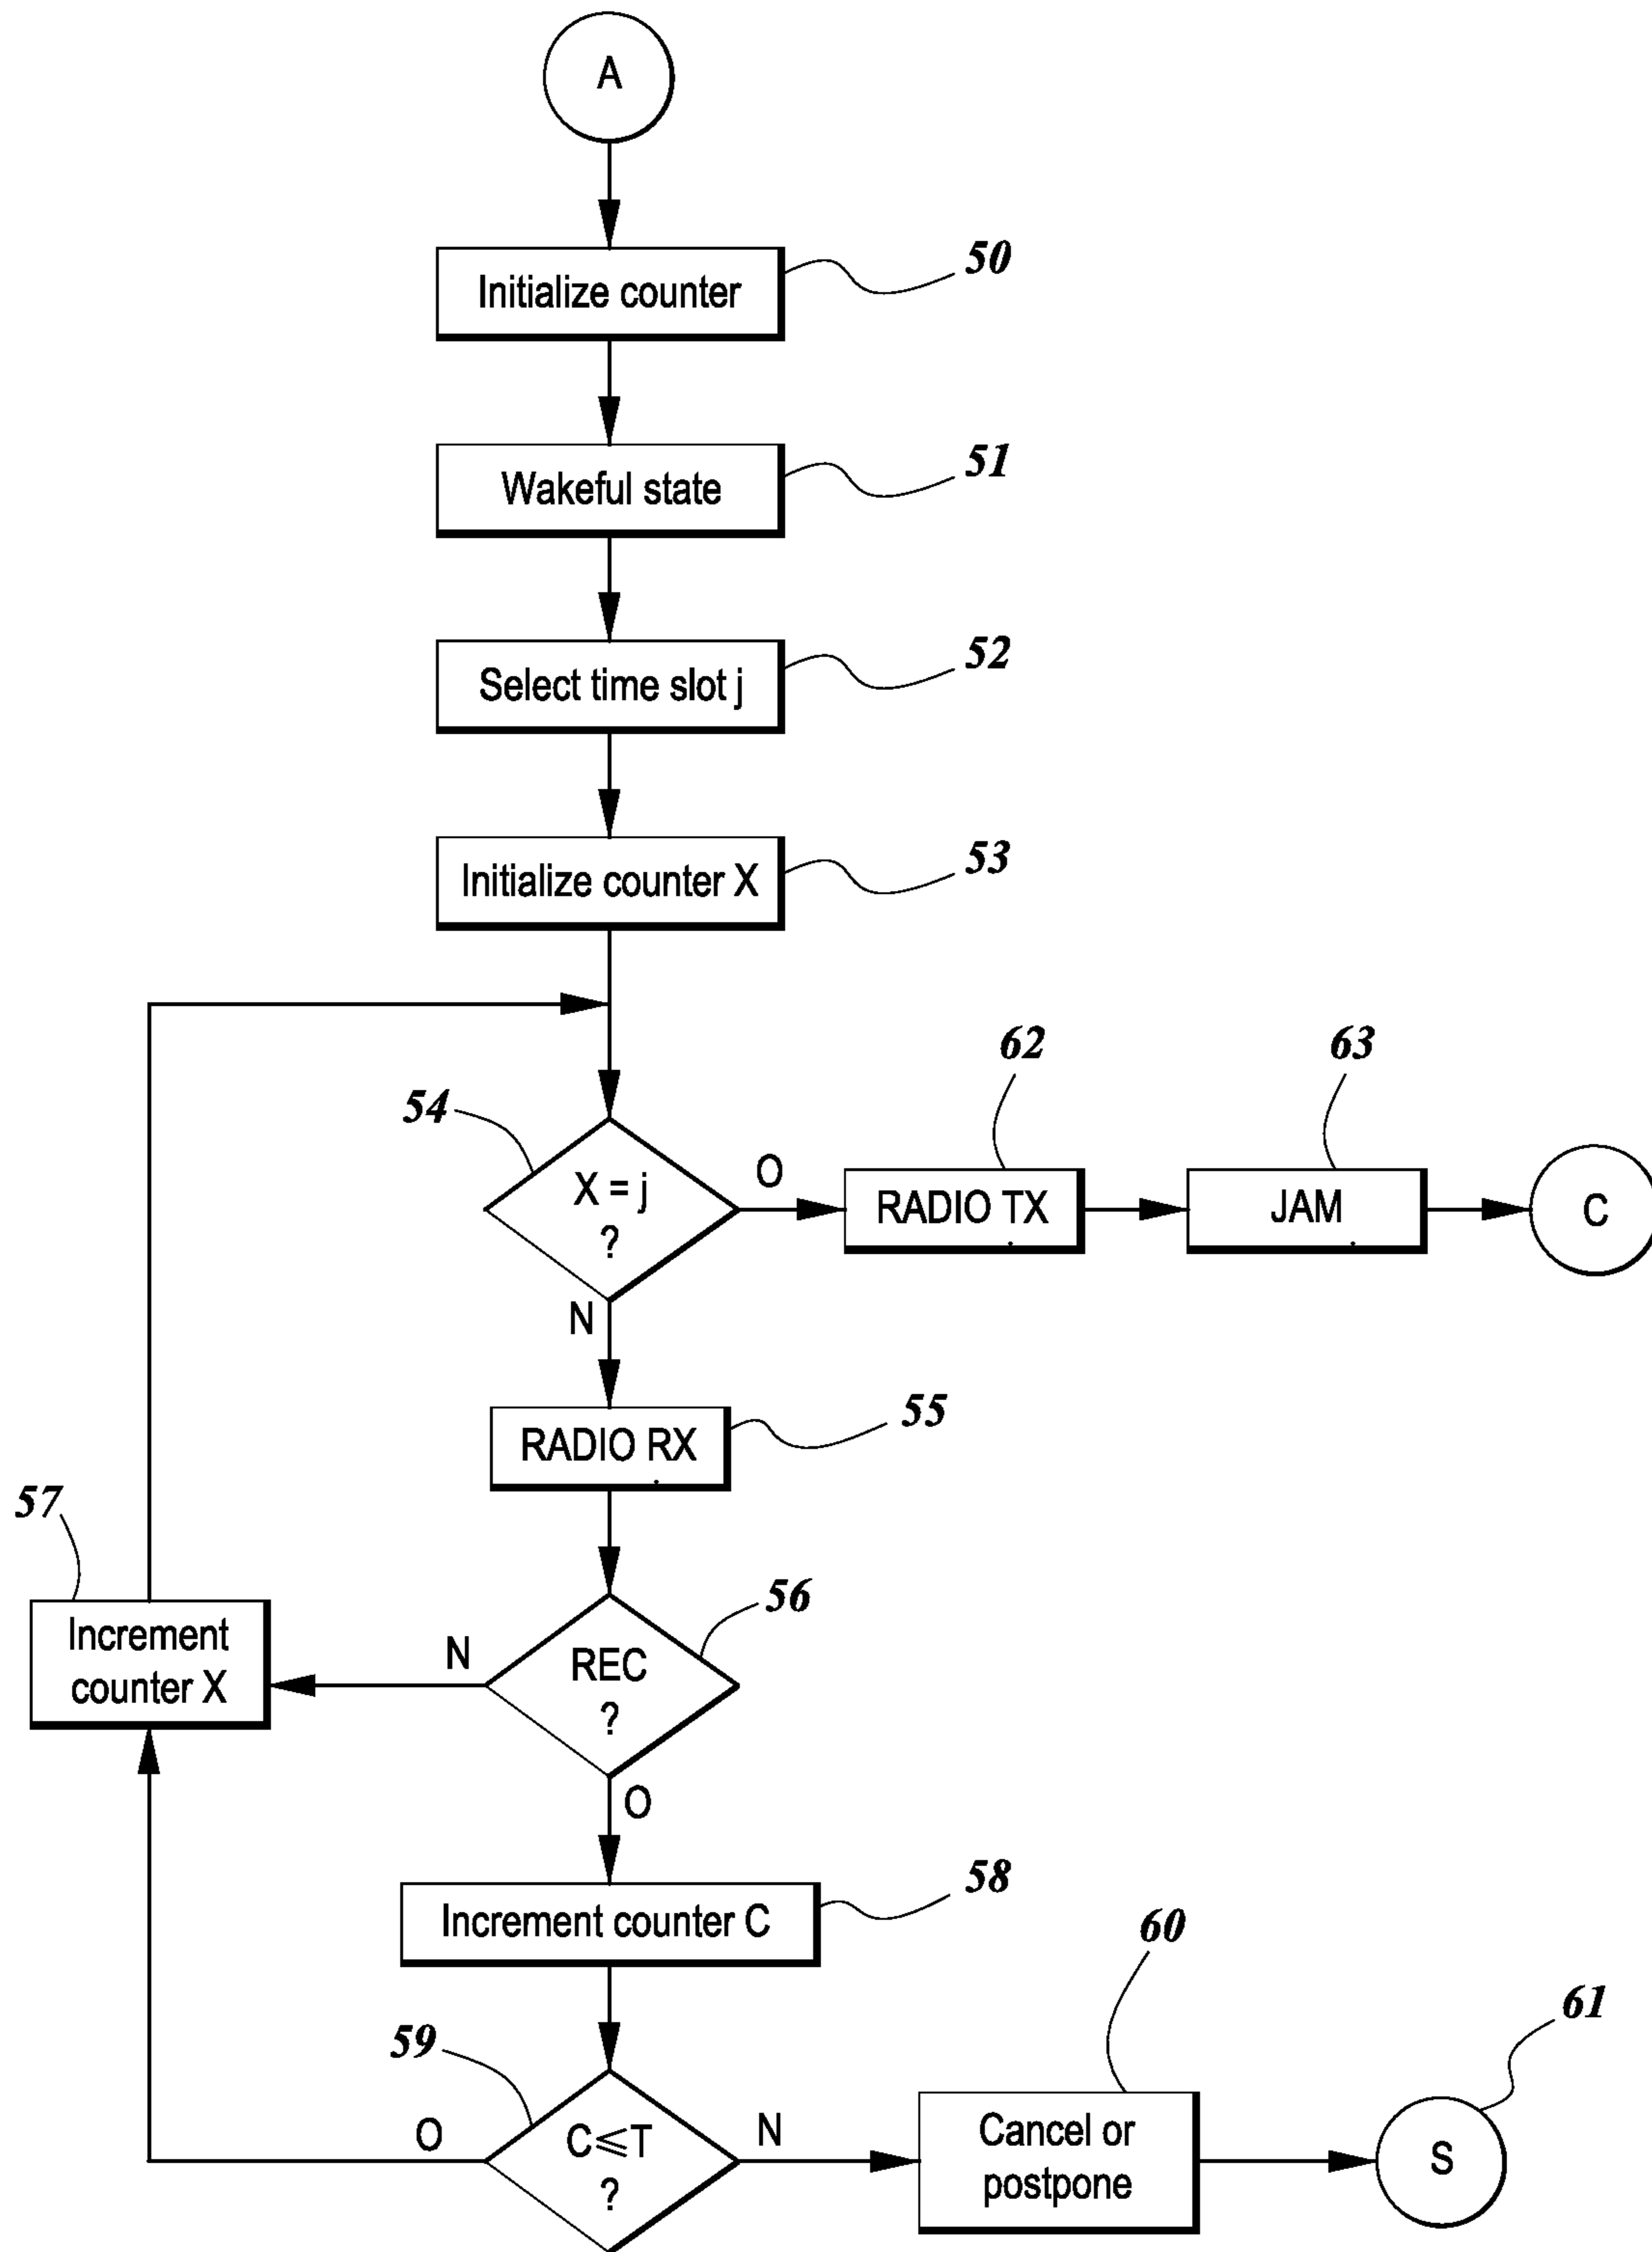 A
Initialize counter
50
Wakeful state
51
Select time slot j
52
Initialize counter X
53
62
63
54
X = j
?
O
RADIO TX
JAM
C
N
RADIO RX
55
57
Increment
counter X
N
REC
?
56
O
Increment counter C
58
60
61
59
O
C⩽T
?
N
Cancel or
postpone
S